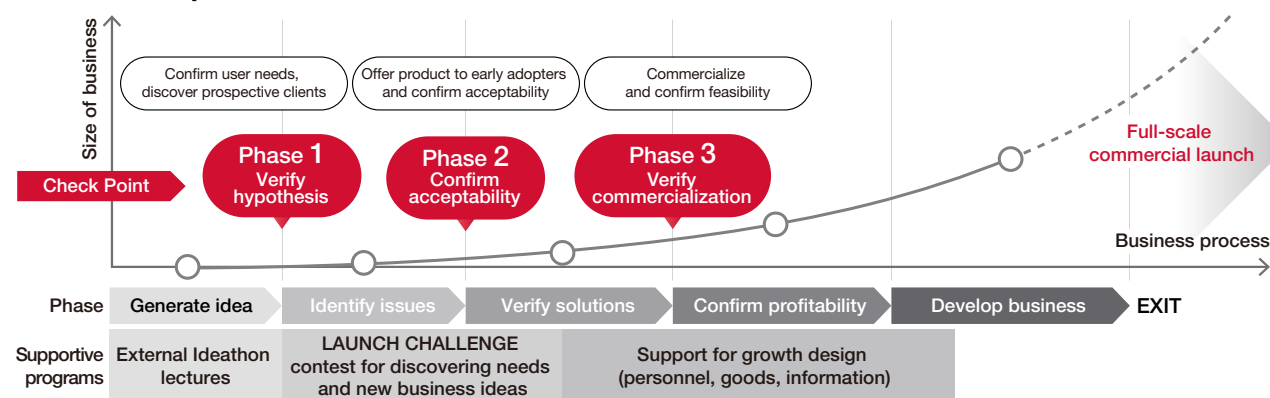 Size of business
Confirm user needs,
discover prospective clients
Offer product to early adopters
and confirm acceptability
Commercialize
and confirm feasibility
Check Point
Phase 1
Verify
hypothesis
Phase 2
Confirm
acceptability
Phase 3
Verify
commercialization
Full-scale
commercial launch
Business process
Phase
Generate idea
Identify issues
Verify solutions
Confirm profitability
Develop business
EXIT
Supportive
programs
External Ideathon
lectures
LAUNCH CHALLENGE
contest for discovering needs
and new business ideas
Support for growth design
(personnel, goods, information)